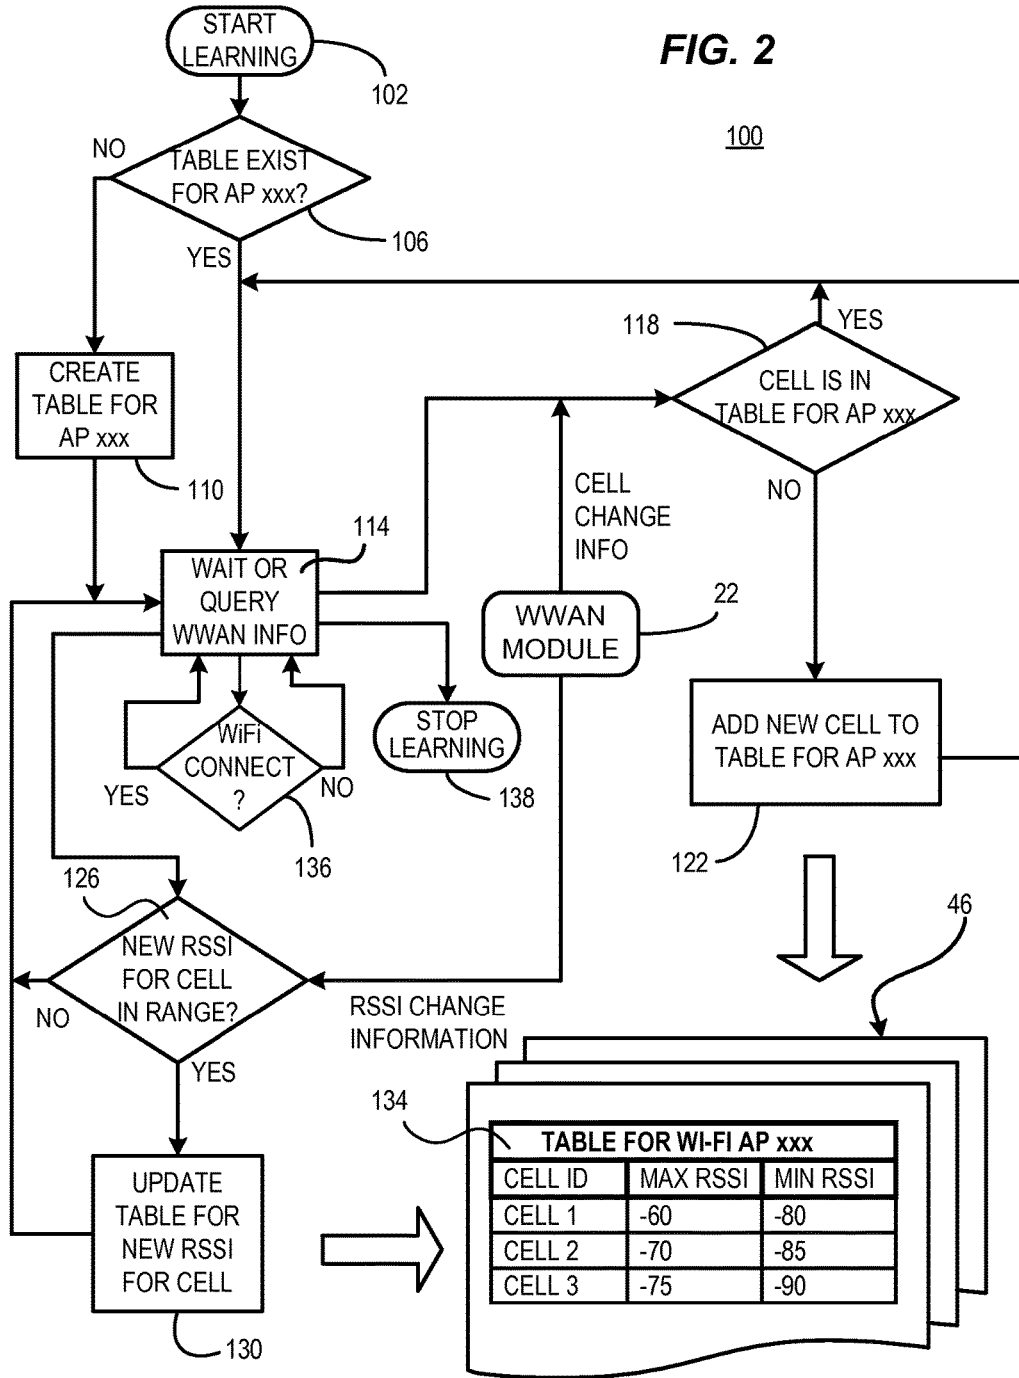 START
LEARNING
FIG. 2
102
100
NO
TABLE EXIST
FOR AP xxx?
106
YES
118
YES
CREATE
TABLE FOR
AP xxx
CELL IS IN
TABLE FOR AP xxx
110
NO
CELL
CHANGE
INFO
114
WAIT OR
QUERY
WWAN INFO
WWAN
MODULE
22
STOP
LEARNING
138
WiFi
CONNECT
?
YES
NO
136
ADD NEW CELL TO
TABLE FOR AP xxx
122
126
NEW RSSI
FOR CELL
IN RANGE?
NO
YES
RSSI CHANGE
INFORMATION
46
134
TABLE FOR WI-FI AP xxx
CELL ID MAX RSSI MIN RSSI
CELL 1 -60 -80
CELL 2 -70 -85
CELL 3 -75 -90
UPDATE
TABLE FOR
NEW RSSI
FOR CELL
130